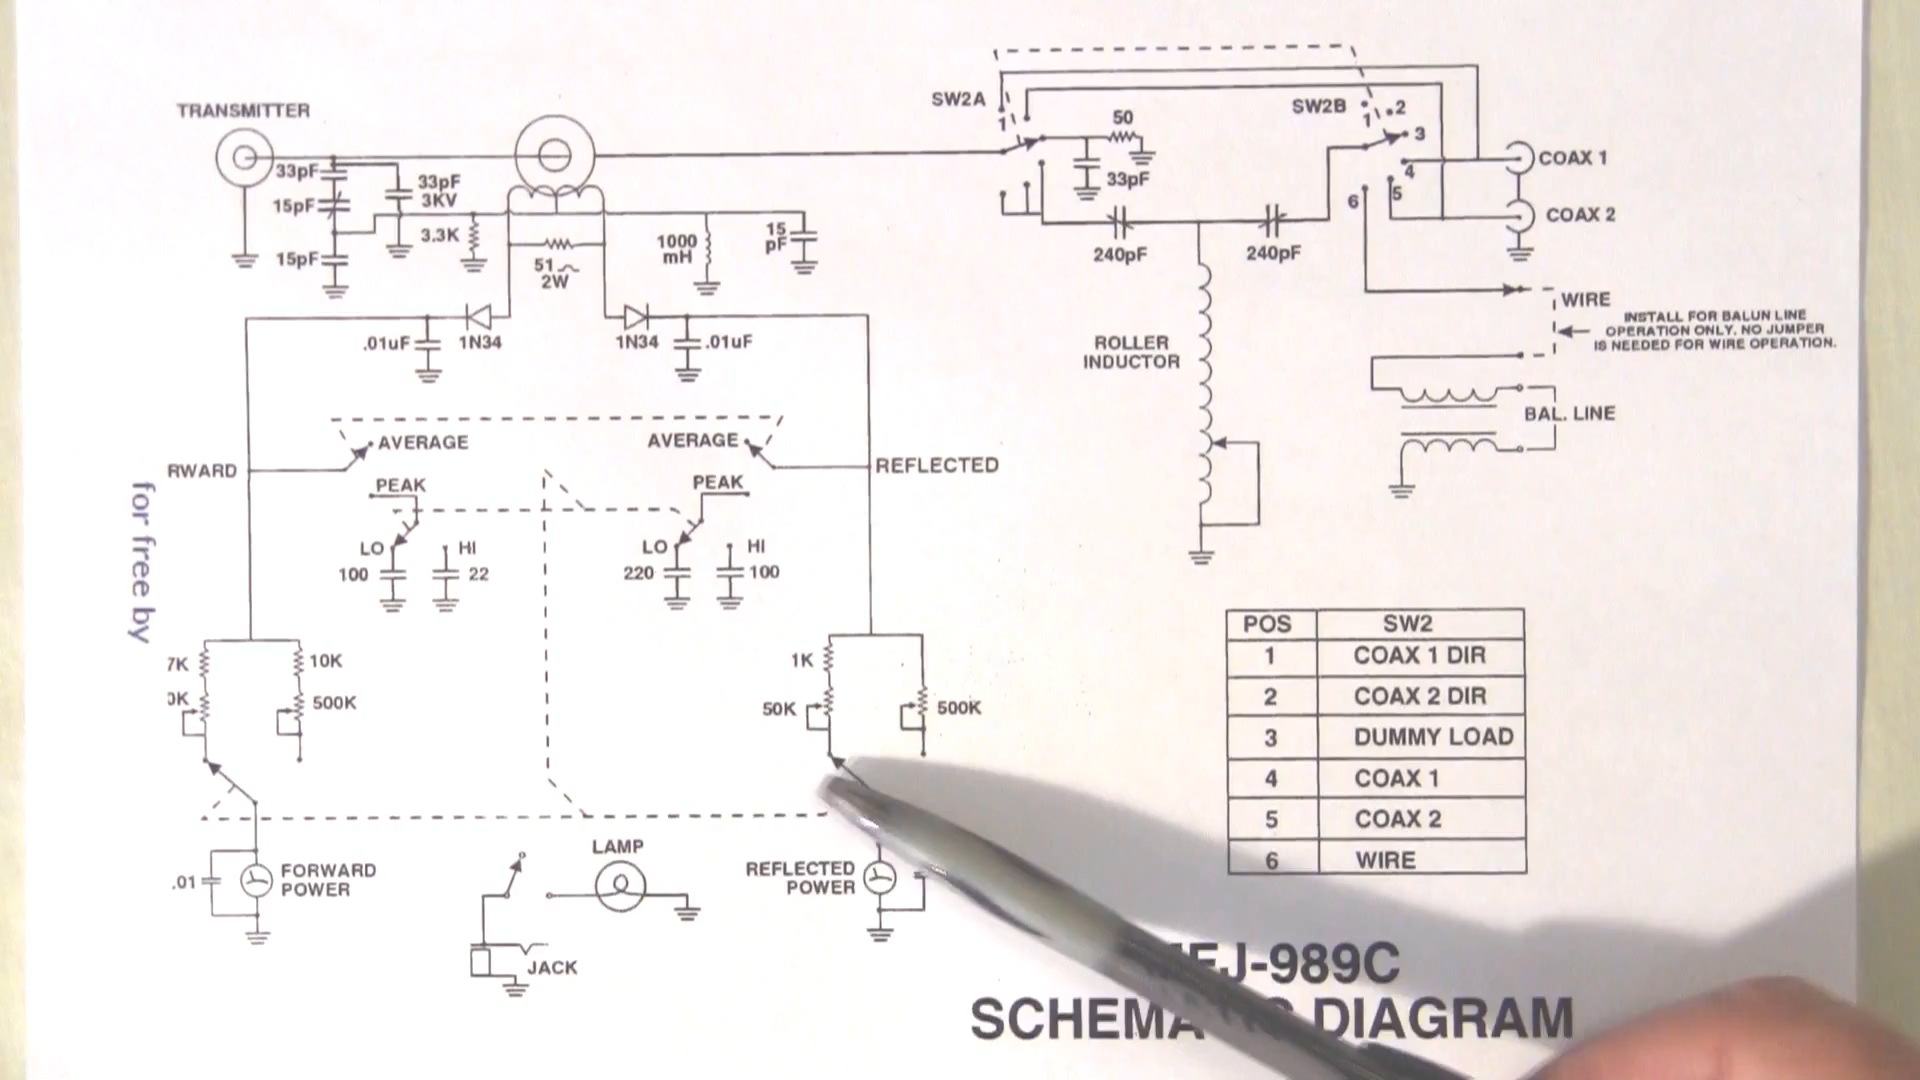 TRANSMITTER
33pF
15pF
15pF
33pF
3KV
3.3K
51
2W
1000
mH
15
pF
.01uF
1N34
1N34
.01uF
SW2A
1
50
33pF
SW2B
1
2
3
4
5
6
COAX 1
COAX 2
240pF
240pF
WIRE
INSTALL FOR BALUN LINE
OPERATION ONLY. NO JUMPER
IS NEEDED FOR WIRE OPERATION.
ROLLER
INDUCTOR
BAL. LINE
RWARD
AVERAGE
AVERAGE
REFLECTED
PEAK
PEAK
LO
HI
100
22
LO
HI
220
100
for free by
7K
10K
0K
500K
1K
50K
500K
POS SW2
1 COAX 1 DIR
2 COAX 2 DIR
3 DUMMY LOAD
4 COAX 1
5 COAX 2
6 WIRE
.01
FORWARD
POWER
LAMP
REFLECTED
POWER
JACK
FJ-989C
DIAGRAM